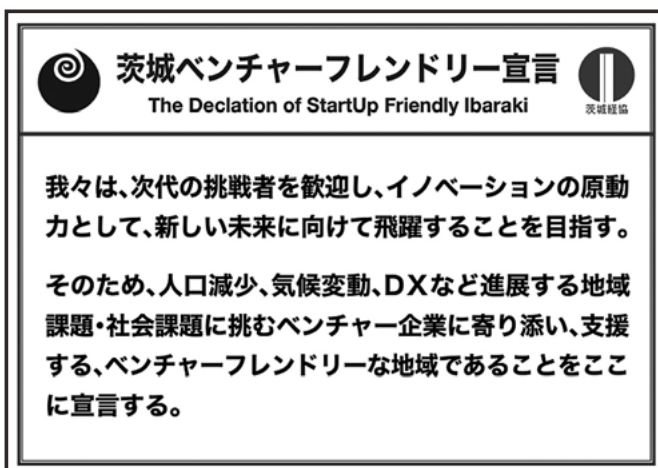 茨城ベンチャーフレンドリー宣言
The Declation of StartUp Friendly Ibaraki
茨城経協
我々は、次代の挑戦者を歓迎し、イノベーションの原動
力として、新しい未来に向けて飛躍することを目指す。
そのため、人口減少、気候変動、DXなど進展する地域
課題・社会課題に挑むベンチャー企業に寄り添い、支援
する、ベンチャーフレンドリーな地域であることをここ
に宣言する。